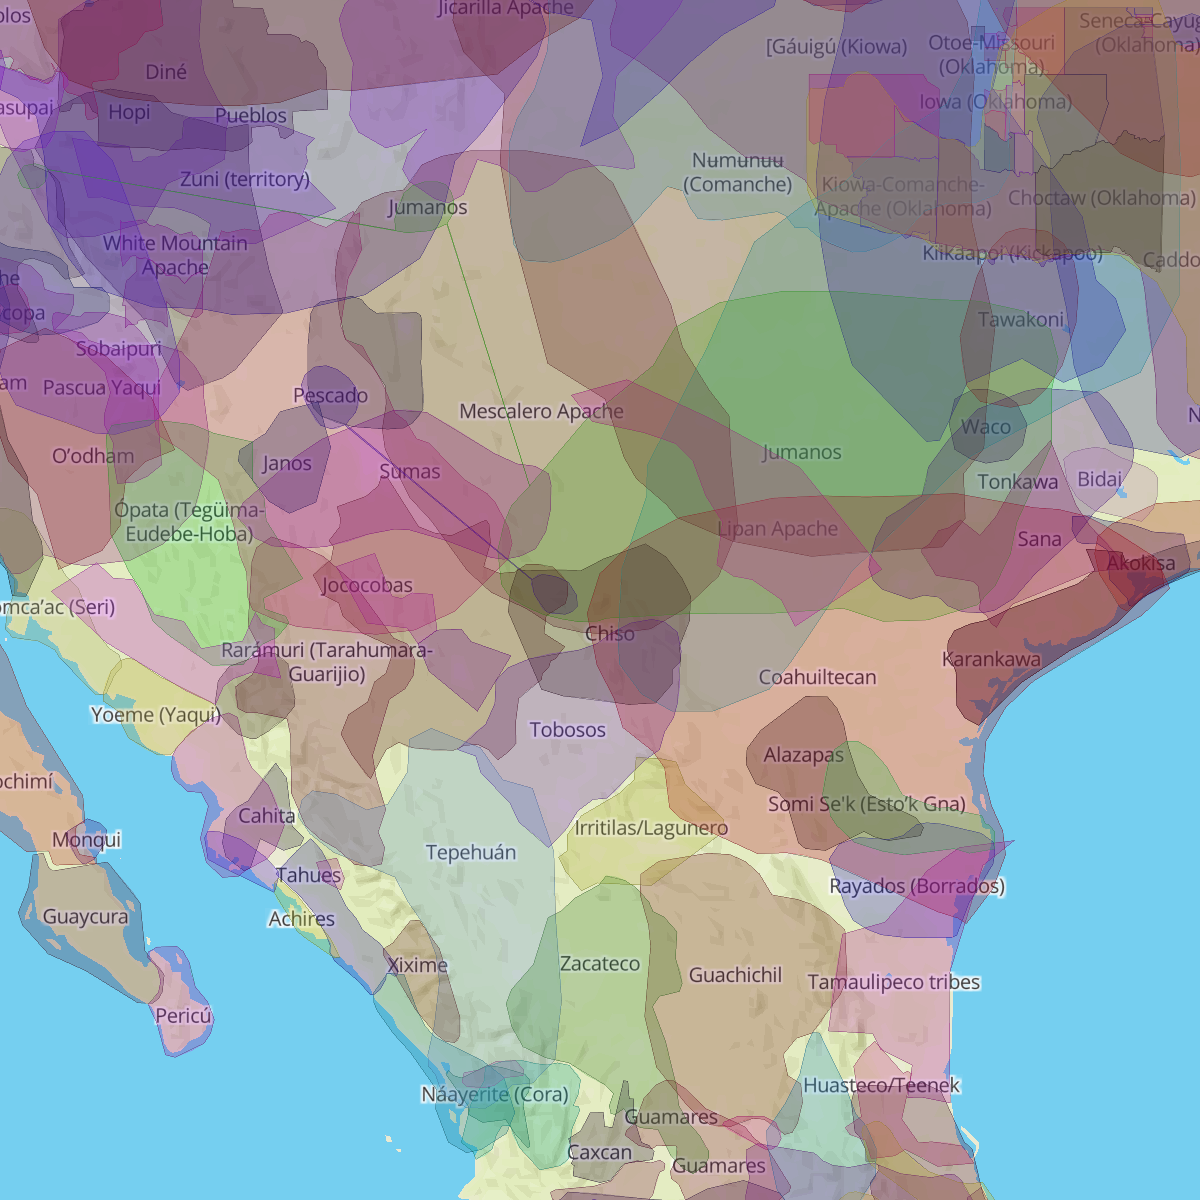 Jicarilla Apache
Seneca-Cayug
(Oklahoma)
blos
[Gáuigú (Kiowa)
Otoe-Missouri
(Oklahoma)
Diné
asupai
Hopi
Pueblos
Iowa (Oklahoma)
Numunuu
(Comanche)
Zuni (territory)
Kiowa-Comanche-
Apache (Oklahoma)
Choctaw (Oklahoma)
Jumanos
White Mountain
Apache
Kiikaapoi (Kickapoo)
Caddo
he
copa
Tawakoni
Sobaipuri
am
Pascua Yaqui
Pescado
Mescalero Apache
N
Waco
O'odham
Janos
Sumas
Jumanos
Tonkawa
Bidai
Ópata (Tegüima-
Eudebe-Hoba)
Lipan Apache
Sana
Akokisa
Jococobas
omca'ac (Seri)
Chiso
Rarámuri (Tarahumara-
Guarijio)
Karankawa
Coahuiltecan
Yoeme (Yaqui)
Tobosos
Alazapas
ochimí
Somi Se'k (Esto'k Gna)
Cahita
Irritilas/Lagunero
Monqui
Tepehuán
Tahues
Rayados (Borrados)
Guaycura
Achires
Xixime
Zacateco
Guachichil
Tamaulipeco tribes
Pericú
Huasteco/Teenek
Náayerite (Cora)
Guamares
Caxcan
Guamares